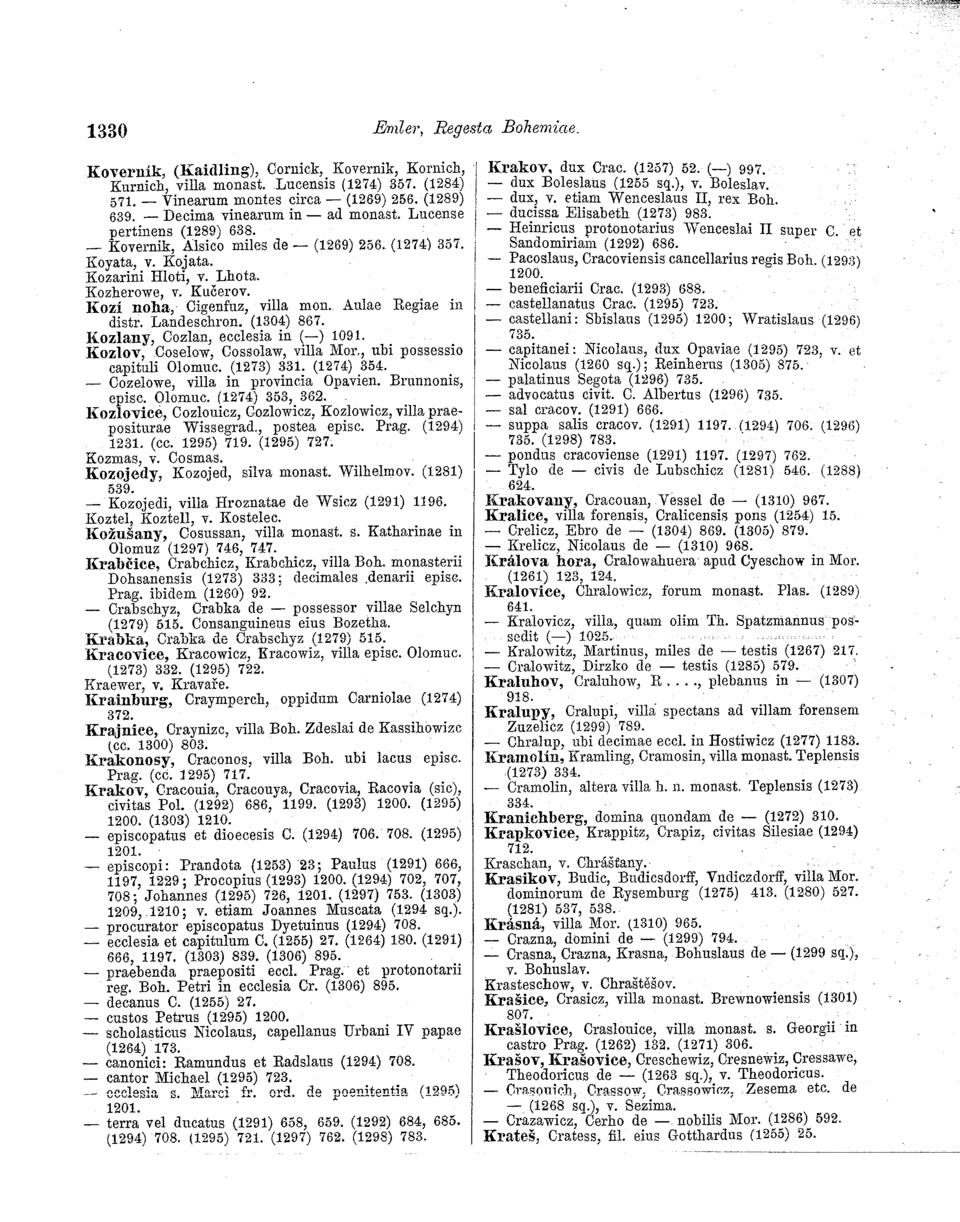 1330
Emler, Regesta Bohemiae.
Koverník, (Kaidling), Cornick, Kovernik, Kornich,
Kurnich, villa monast. Lucensis (1274) 357. (1284)
571. — Vinearum montes circa — (1269) 256. (1289)
639. — Decima vinearum in — ad monast. Lucense
pertinens (1289) 638.
— Kovernik, Alsico miles de — (1269) 256. (1274) 357.
Koyata, v. Kojata.
Kozarini Hloti, v. Lhota.
Kozherowe, v. Kučerov.
Kozí noha, Cigenfuz, villa mon. Aulae Regiae in
distr. Landeschron. (1304) 867.
Kozlany, Cozlan, ecclesia in (—) 1091.
Kozlov, Coselow, Cossolaw, villa Mor., ubi possessio
capituli Olomuc. (1273) 331. (1274) 354.
— Cozelowe, villa in provincia Opavien. Brunnonis,
episc. Olomuc. (1274) 353, 362.
Kozlovice, Cozlouicz, Gozlowicz, Kozlowicz, villa prae-
positurae Wissegrad., postea episc. Prag. (1294)
1231. (cc. 1295) 719. (1295) 727.
Kozmas, v. Cosmas.
Kozojedy, Kozojed, silva monast. Wilhelmov. (1281)
539.
— Kozojedi, villa Hroznatae de Wsicz (1291) 1196.
Koztel, Koztell, v. Kostelec.
Kožušany, Cosussan, villa monast. s. Katharinae in
Olomuz (1297) 746, 747.
Krabčice, Crabchicz, Krabchicz, villa Boh. monasterii
Dohsanensis (1273) 333; decimales denarii episc.
Prag. ibidem (1260) 92.
— Crabschyz, Crabka de — possessor villae Selchyn
(1279) 515. Consanguineus eius Bozetha.
Krabka, Crabka de Crabschyz (1279) 515.
Kracovice, Kracowicz, Kracowiz, villa episc. Olomuc.
(1273) 332. (1295) 722.
Kraewer, v. Kravaře.
Krainburg, Craymperch, oppidum Carniolae (1274)
372.
Krajnice, Craynizc, villa Boh. Zdeslai de Kassihowizc
(cc. 1300) 803.
Krakonosy, Craconos, villa Boh. ubi lacus episc.
Prag. (cc. 1295) 717.
Krakov, Cracouia, Cracouya, Cracovia, Racovia (sic),
civitas Pol. (1292) 686, 1199. (1293) 1200. (1295)
1200. (1303) 1210.
— episcopatus et dioecesis C. (1294) 706. 708. (1295)
1201.
— episcopi: Prandota (1253) 23; Paulus (1291) 666,
1197, 1229; Procopius (1293) 1200. (1294) 702, 707,
708; Johannes (1295) 726, 1201. (1297) 753. (1303)
1209, 1210; v. etiam Joannes Muscata (1294 sq.).
— procurator episcopatus Dyetuinus (1294) 708.
— ecclesia et capitulum C. (1255) 27. (1264) 180. (1291)
666, 1197. (1303) 839. (1306) 895.
— praebenda praepositi eccl. Prag. et protonotarii
reg. Boh. Petri in ecclesia Cr. (1306) 895.
— decanus C. (1255) 27.
— custos Petrus (1295) 1200.
— scholasticus Nicolaus, capellanus Urbani IV papae
(1264) 173.
— canonici: Ramundus et Radslaus (1294) 708.
— cantor Michael (1295) 723.
— ecclesia s. Marci fr. ord. de poenitentia (1295)
1201.
— terra vel ducatus (1291) 658, 659. (1292) 684, 685.
(1294) 708. (1295) 721. (1297) 762. (1298) 783.
Krakov, dux Crac. (1257) 52. (—) 997.
— dux Boleslaus (1255 sq.), v. Boleslav.
— dux, v. etiam Wenceslaus II, rex Boh.
— ducissa Elisabeth (1273) 983.
— Heinricus protonotarius Wenceslai II super C. et
Sandomiriam (1292) 686.
— Pacoslaus, Cracoviensis cancellarius regis Boh. (1293)
1200.
— beneficiarii Crac. (1293) 688.
— castellanatus Crac. (1295) 723.
— castellani: Sbislaus (1295) 1200; Wratislaus (1296)
735.
— capitanei: Nicolaus, dux Opaviae (1295) 723, v. et
Nicolaus (1260 sq.); Reinherus (1305) 875.
— palatinus Segota (1296) 735.
— advocatus civit. C. Albertus (1296) 735.
— sal cracov. (1291) 666.
— suppa salis cracov. (1291) 1197. (1294) 706. (1296)
735. (1298) 783.
— pondus cracoviense (1291) 1197. (1297) 762.
— Tylo de — civis de Lubschicz (1281) 546. (1288)
624.
Krakovany, Cracouan, Vessel de — (1310) 967.
Kralice, villa forensis, Cralicensis pons (1254) 15.
— Crelicz, Ebro de — (1304) 869. (1305) 879.
— Krelicz, Nicolaus de — (1310) 968.
Králova hora, Cralowahuera apud Cyeschow in Mor.
(1261) 123, 124.
Kralovice, Chralowicz, forum monast. Plas. (1289)
641.
— Kralovicz, villa, quam olim Th. Spatzmannus pos-
sedit (—) 1025.
— Kralowitz, Martinus, miles de — testis (1267) 217.
— Cralowitz, Dirzko de — testis (1285) 579.
Kraluhov, Craluhow, R . . . ., plebanus in — (1307)
918.
Kralupy, Cralupi, villa spectans ad villam forensem
Zuzelicz (1299) 789.
— Chralup, ubi decimae eccl. in Hostiwicz (1277) 1183.
Kramolín, Kramling, Cramosin, villa monast. Teplensis
(1273) 334.
— Cramolin, altera villa h. n. monast. Teplensis (1273)
334.
Kranichberg, domina quondam de — (1272) 310.
Krapkovice, Krappitz, Crapiz, civitas Silesiae (1294)
712.
Kraschan, v. Chrášťany.
Krasikov, Budic, Budicsdorff, Vndiczdorff, villa Mor.
dominorum de Rysemburg (1275) 413. (1280) 527.
(1281) 537, 538.
Krásná, villa Mor. (1310) 965.
— Crazna, domini de — (1299) 794.
— Crasna, Crazna, Krasna, Bohuslaus de — (1299 sq.),
v. Bohuslav.
Krasteschow, v. Chraštěšov.
Krašice, Crasicz, villa monast. Brewnowiensis (1301)
807.
Krašlovice, Craslouice, villa monast. s. Georgii in
castro Prag. (1262) 132. (1271) 306.
Krašov, Krašovice, Creschewiz, Cresnewiz, Cressawe,
Theodoricus de — (1263 sq.), v. Theodoricus.
— Crasouich, Crassow, Crassowicz, Zesema etc. de
— (1268 sq.), v. Sezima.
— Crazawicz, Cerho de — nobilis Mor. (1286) 592.
Krateš, Cratess, fil. eius Gotthardus (1255) 25.